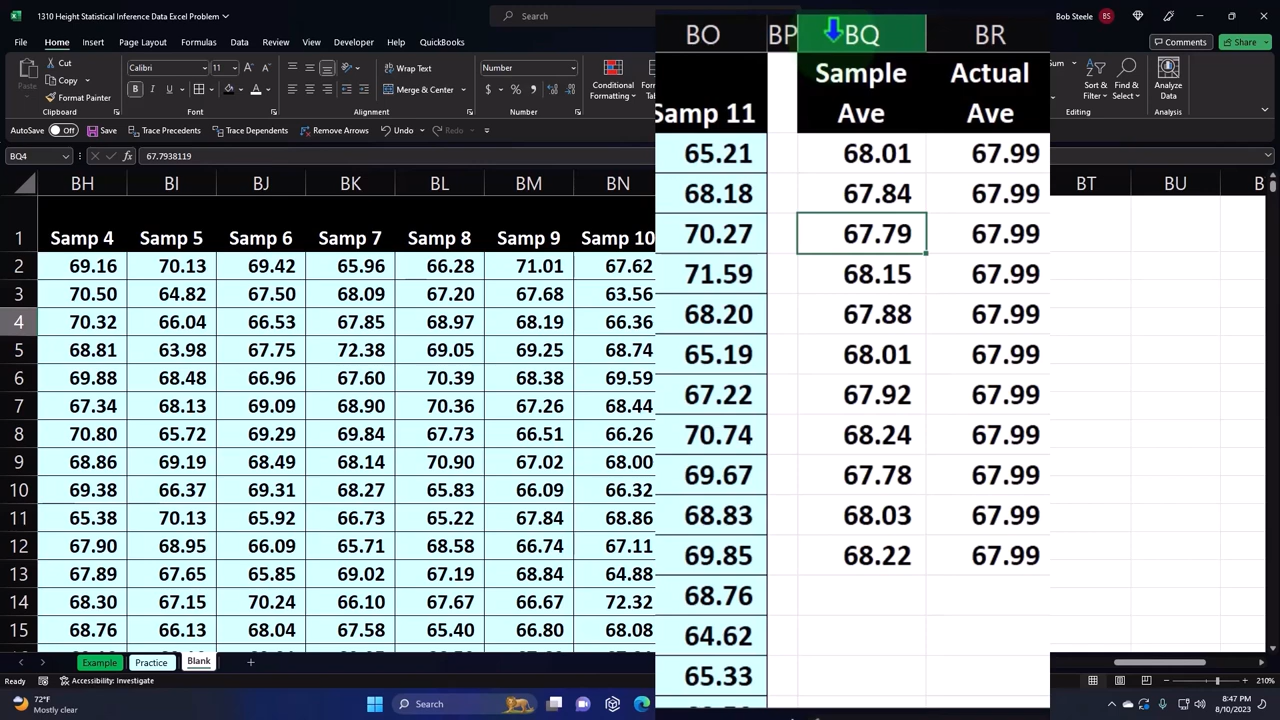 1310 Height Statistical Inference Data Excel Problem
Search
Bob Steele
BS
File Home Insert Draw Page Layout Formulas Data Review View Developer Help QuickBooks
Comments
Share
Cut
Copy
Paste
Format Painter
Calibri
11
Wrap Text
Merge & Center
Number
Conditional
Sort &
Find &
Analyze
Filter
Select
Data
Off
Save
Trace Precedents
Trace Dependents
Remove Arrows
Undo
Redo
BQ4
67.7938119
BH BI BJ BK BL BM BN
BO BP BQ BR
BT BU B
1 Samp 4 Samp 5 Samp 6 Samp 7 Samp 8 Samp 9 Samp 10
2 69.16 70.13 69.42 65.96 66.28 71.01 67.62
3 70.50 64.82 67.50 68.09 67.20 67.68 63.56
4 70.32 66.04 66.53 67.85 68.97 68.19 66.36
5 68.81 63.98 67.75 72.38 69.05 69.25 68.74
6 69.88 68.48 66.96 67.60 70.39 68.38 69.59
7 67.34 68.13 69.09 68.90 70.36 67.26 68.44
8 70.80 65.72 69.29 69.84 67.73 66.51 66.26
9 68.86 69.19 68.49 68.14 70.90 67.02 68.00
10 69.38 66.37 69.31 68.27 65.83 66.09 66.32
11 65.38 70.13 65.92 66.73 65.22 67.84 68.86
12 67.90 68.95 66.09 65.71 68.58 66.74 67.11
13 67.89 67.65 65.85 69.02 67.19 68.84 64.88
14 68.30 67.15 70.24 66.10 67.67 66.67 72.32
15 68.76 66.13 68.04 67.58 65.40 66.80 68.08
Sample Actual
Samp 11 Ave Ave
65.21 68.01 67.99
68.18 67.84 67.99
70.27 67.79 67.99
71.59 68.15 67.99
68.20 67.88 67.99
65.19 68.01 67.99
67.22 67.92 67.99
70.74 68.24 67.99
69.67 67.78 67.99
68.83 68.03 67.99
69.85 68.22 67.99
68.76
64.62
65.33
Example Practice Blank
Ready
Accessibility: Investigate
210%
72°F
Mostly clear
Search
8:47 PM
8/10/2023